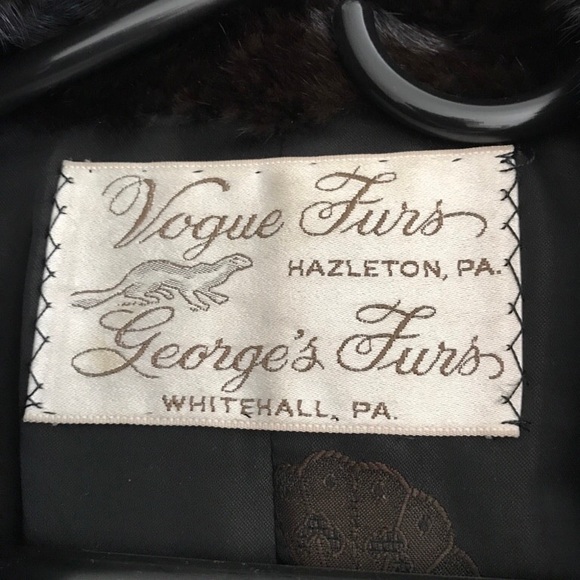 Vogue Furs
HAZLETON, PA.
George's Furs
WHITEHALL, PA.